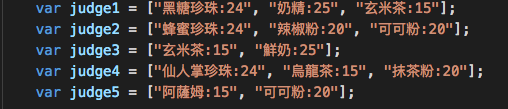 var judge1 = ["黑糖珍珠:24", "奶精:25", "玄米茶:15"];
var judge2 = ["蜂蜜珍珠:24", "辣椒粉:20", "可可粉:20"];
var judge3 = ["玄米茶:15", "鮮奶:25"];
var judge4 = ["仙人掌珍珠:24", "烏龍茶:15", "抹茶粉:20"];
var judge5 = ["阿薩姆:15", "可可粉:20"];